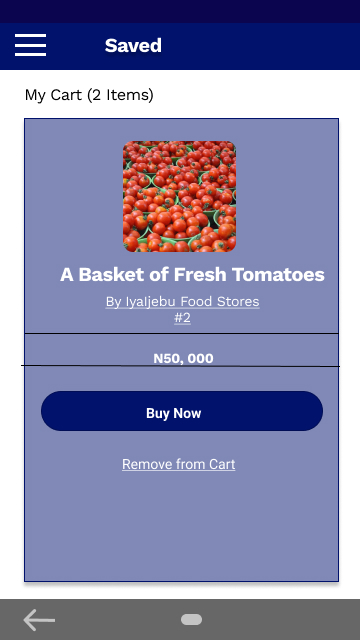 Saved
My Cart (2 Items)
A Basket of Fresh Tomatoes
By IyaIjebu Food Stores
#2
N50, 000
Buy Now
Remove from Cart